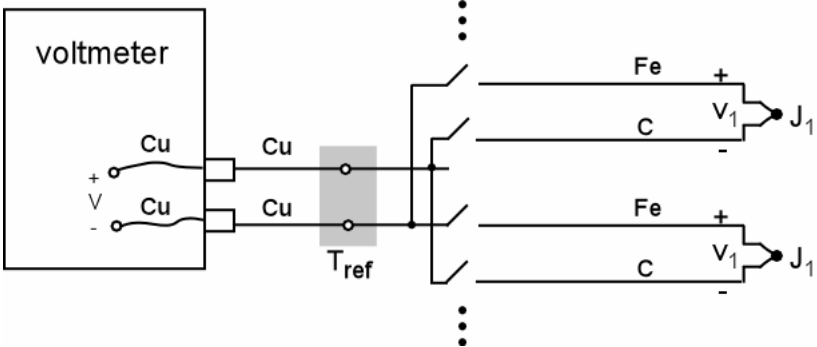 voltmeter
Fe
+
V1
J1
C
-
Cu
Cu
+
V
-
Cu
Cu
Tref
Fe
+
V1
J1
C
-